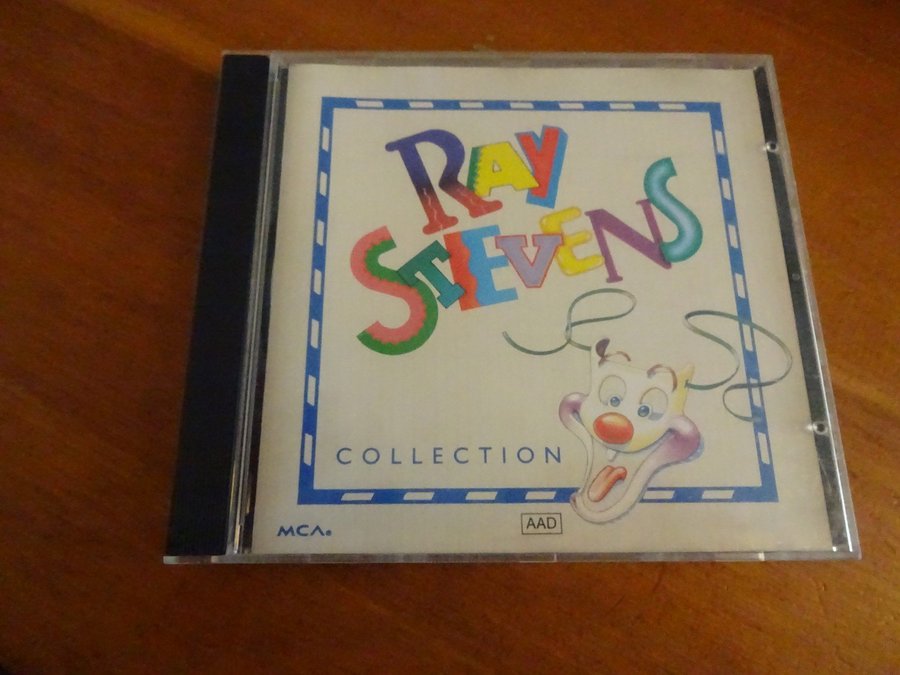 RAY
STEVENS
COLLECTION
MCA.
AAD